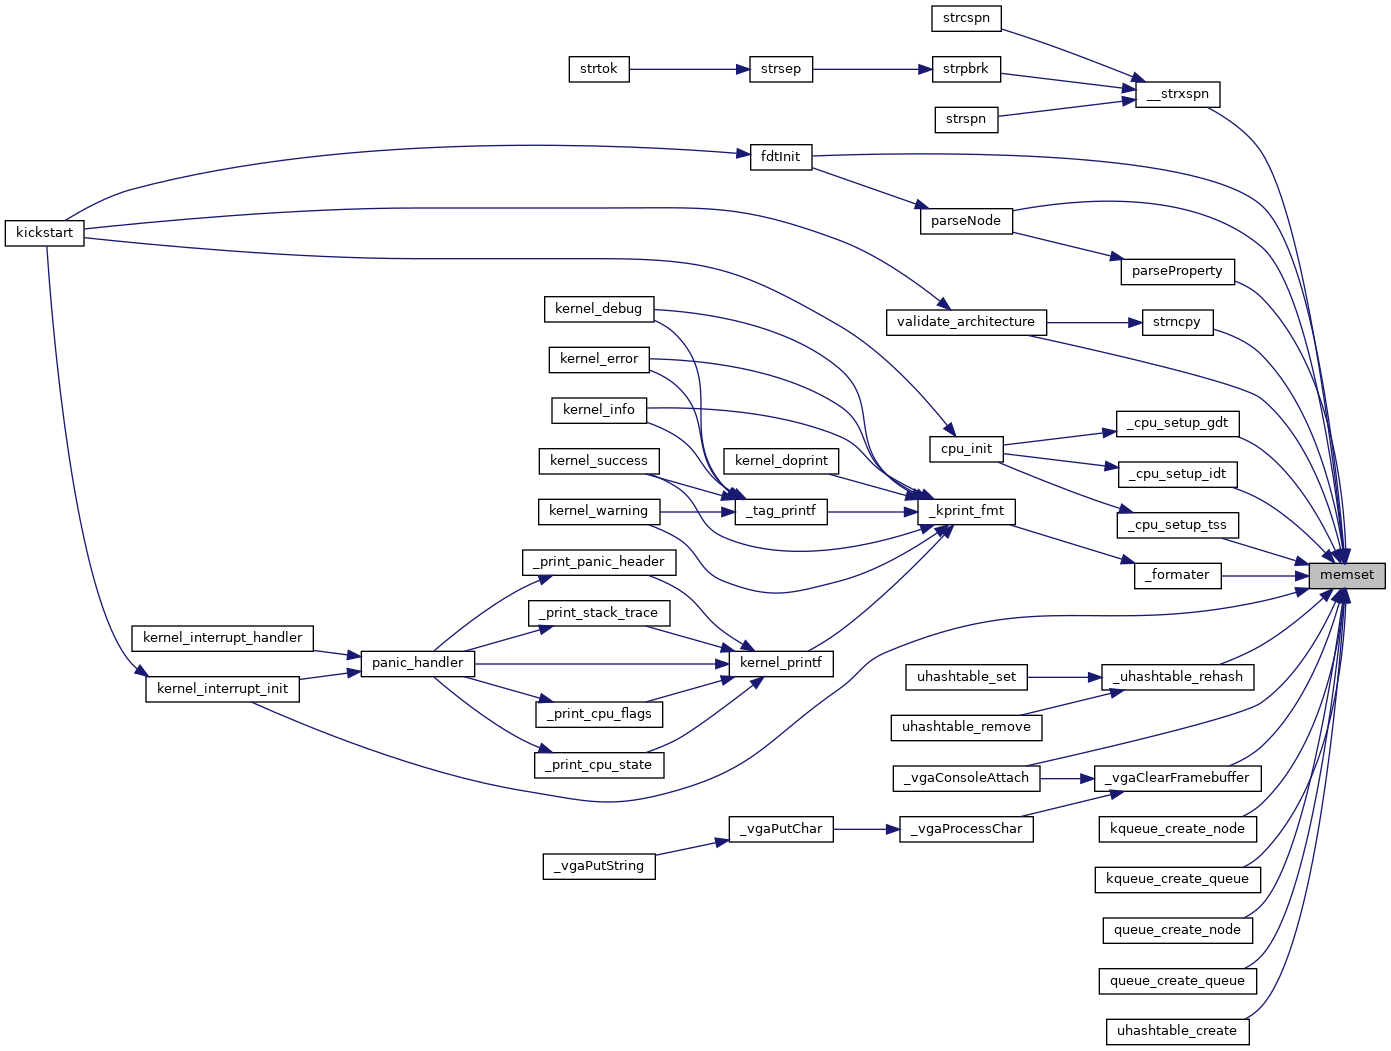 strcspn
strtok
strsep
strpbrk
__strxspn
strspn
fdtInit
parseNode
kickstart
parseProperty
kernel_debug
validate_architecture
strncpy
kernel_error
kernel_info
_cpu_setup_gdt
cpu_init
kernel_success
kernel_doprint
_cpu_setup_idt
kernel_warning
_tag_printf
_kprint_fmt
_cpu_setup_tss
_print_panic_header
_formater
memset
_print_stack_trace
kernel_interrupt_handler
panic_handler
kernel_printf
uhashtable_set
_uhashtable_rehash
kernel_interrupt_init
_print_cpu_flags
uhashtable_remove
_print_cpu_state
_vgaConsoleAttach
_vgaClearFramebuffer
_vgaPutChar
_vgaProcessChar
kqueue_create_node
_vgaPutString
kqueue_create_queue
queue_create_node
queue_create_queue
uhashtable_create